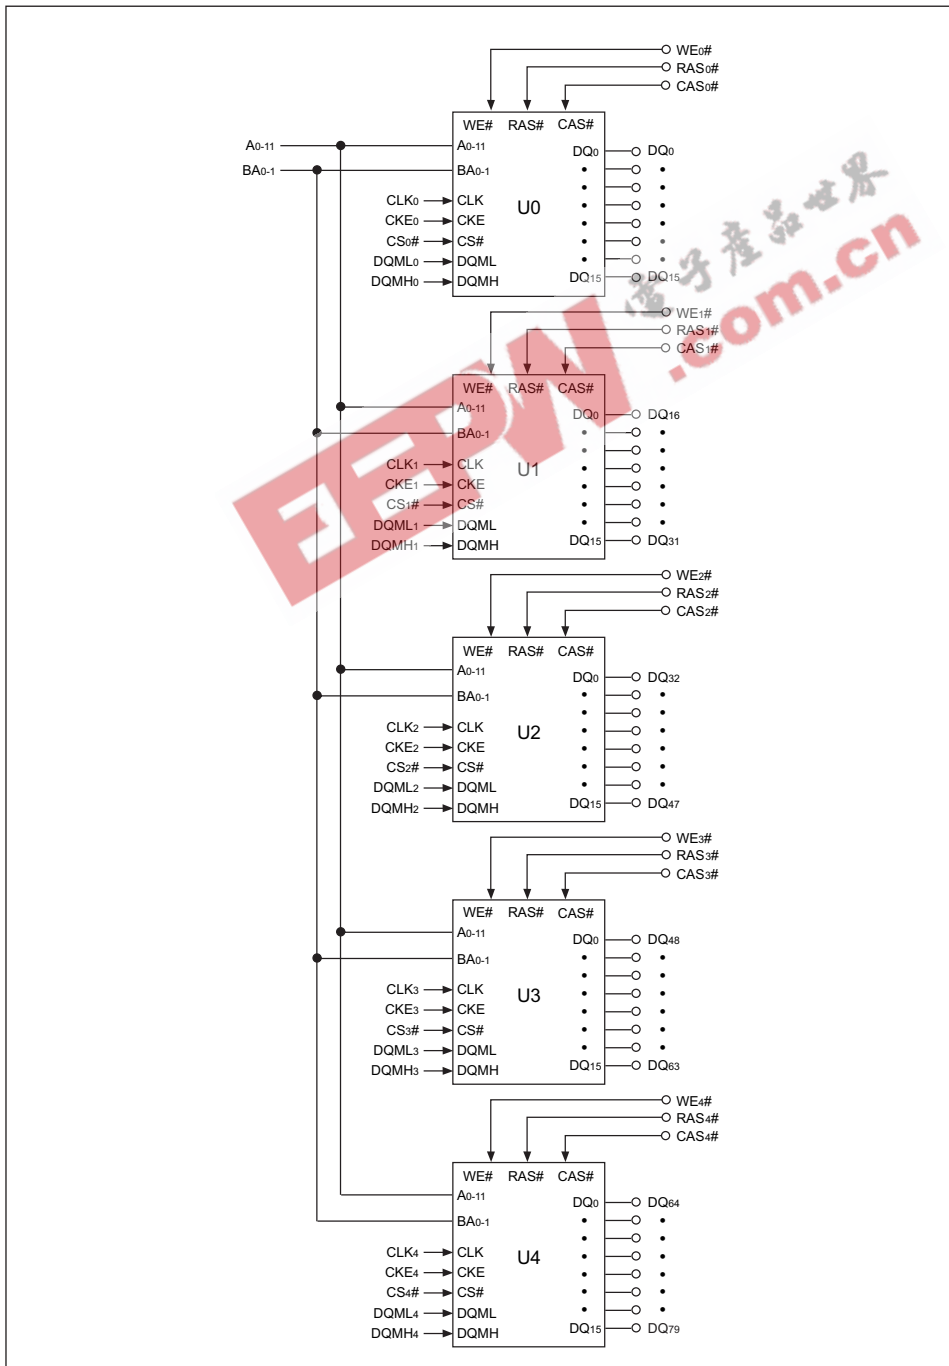 WE0#
RAS0#
CAS0#
WE# RAS# CAS#
A0-11 A0-11 DQ0 DQ0
BA0-1 BA0-1
CLK0 CLK U0
CKE0 CKE
CS0# CS#
DQML0 DQML
DQMH0 DQMH DQ15 DQ15
電子產品世界
EEPW.com.cn
WE1#
RAS1#
CAS1#
WE# RAS# CAS#
A0-11 DQ0 DQ16
BA0-1
CLK1 CLK U1
CKE1 CKE
CS1# CS#
DQML1 DQML
DQMH1 DQMH DQ15 DQ31
WE2#
RAS2#
CAS2#
WE# RAS# CAS#
A0-11 DQ0 DQ32
BA0-1
CLK2 CLK U2
CKE2 CKE
CS2# CS#
DQML2 DQML
DQMH2 DQMH DQ15 DQ47
WE3#
RAS3#
CAS3#
WE# RAS# CAS#
A0-11 DQ0 DQ48
BA0-1
CLK3 CLK U3
CKE3 CKE
CS3# CS#
DQML3 DQML
DQMH3 DQMH DQ15 DQ63
WE4#
RAS4#
CAS4#
WE# RAS# CAS#
A0-11 DQ0 DQ64
BA0-1
CLK4 CLK U4
CKE4 CKE
CS4# CS#
DQML4 DQML
DQMH4 DQMH DQ15 DQ79